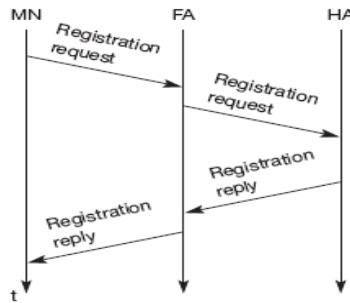 MN FA HA
Registration
request
Registration
request
Registration
reply
Registration
reply
t